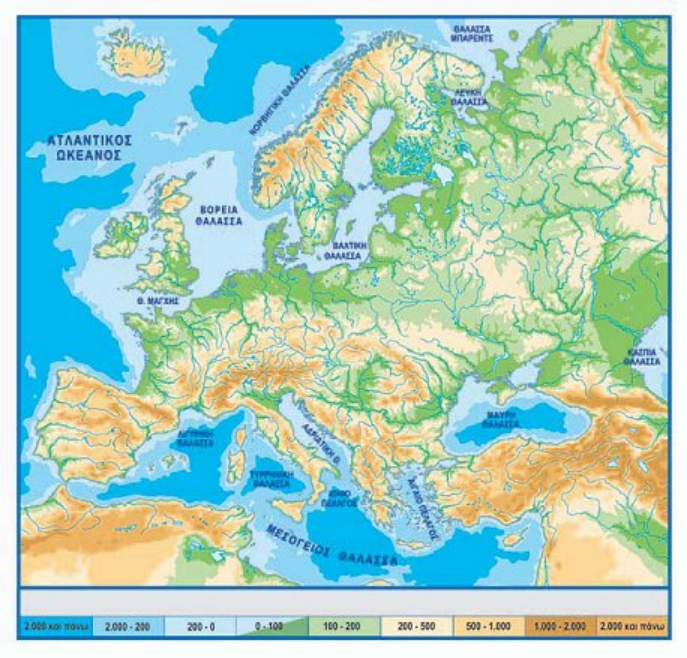 ΘΑΛΑΣΣΑ
ΜΠΑΡΕΝΤΣ
ΝΟΡΒΗΓΙΚΗ ΘΑΛΑΣΣΑ
ΛΕΥΚΗ
ΘΑΛΑΣΣΑ
ΑΤΛΑΝΤΙΚΟΣ
ΩΚΕΑΝΟΣ
ΒΟΡΕΙΑ
ΘΑΛΑΣΣΑ
ΒΑΛΤΙΚΗ
ΘΑΛΑΣΣΑ
Θ. ΜΑΓΧΗΣ
ΚΑΣΠΙΑ
ΘΑΛΑΣΣΑ
ΜΑΥΡΗ
ΘΑΛΑΣΣΑ
ΛΙΓΥΡΙΚΗ
ΘΑΛΑΣΣΑ
ΑΔΡΙΑΤΙΚΗ Θ.
ΤΥΡΡΗΝΙΚΗ
ΘΑΛΑΣΣΑ
ΙΟΝΙΟ
ΠΕΛΑΓΟΣ
ΑΙΓΑΙΟ ΠΕΛΑΓΟΣ
ΜΕΣΟΓΕΙΟΣ ΘΑΛΑΣΣΑ
2.000 και πάνω 2.000 - 200 200 - 0 0 - 100 100 - 200 200 - 500 500 - 1.000 1.000 - 2.000 2.000 και πάνω